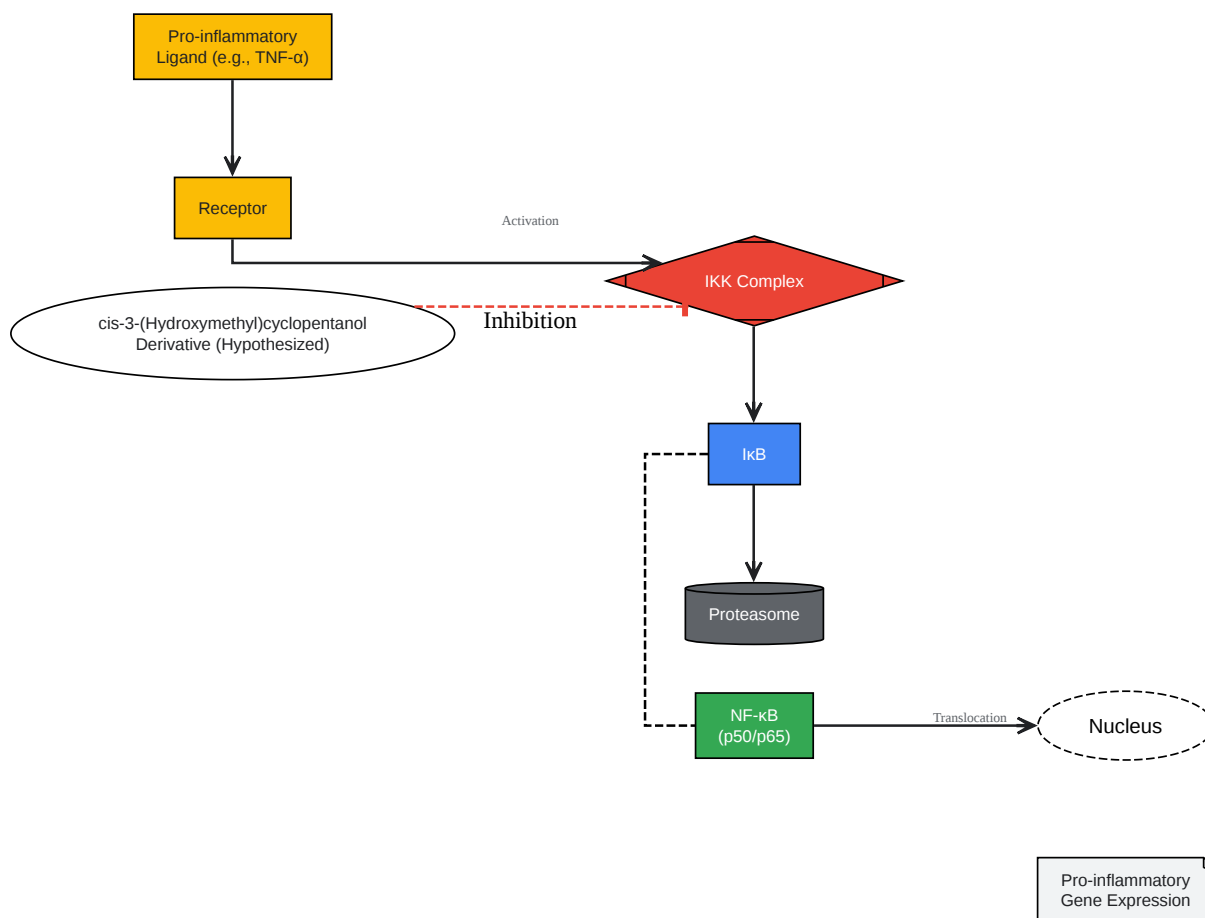 Pro-inflammatory
Ligand (e.g., TNF-α)
Receptor
Activation
IKK Complex
cis-3-(Hydroxymethyl)cyclopentanol
Derivative (Hypothesized)
Inhibition
IκB
Proteasome
NF-κB
(p50/p65)
Translocation
Nucleus
Pro-inflammatory
Gene Expression